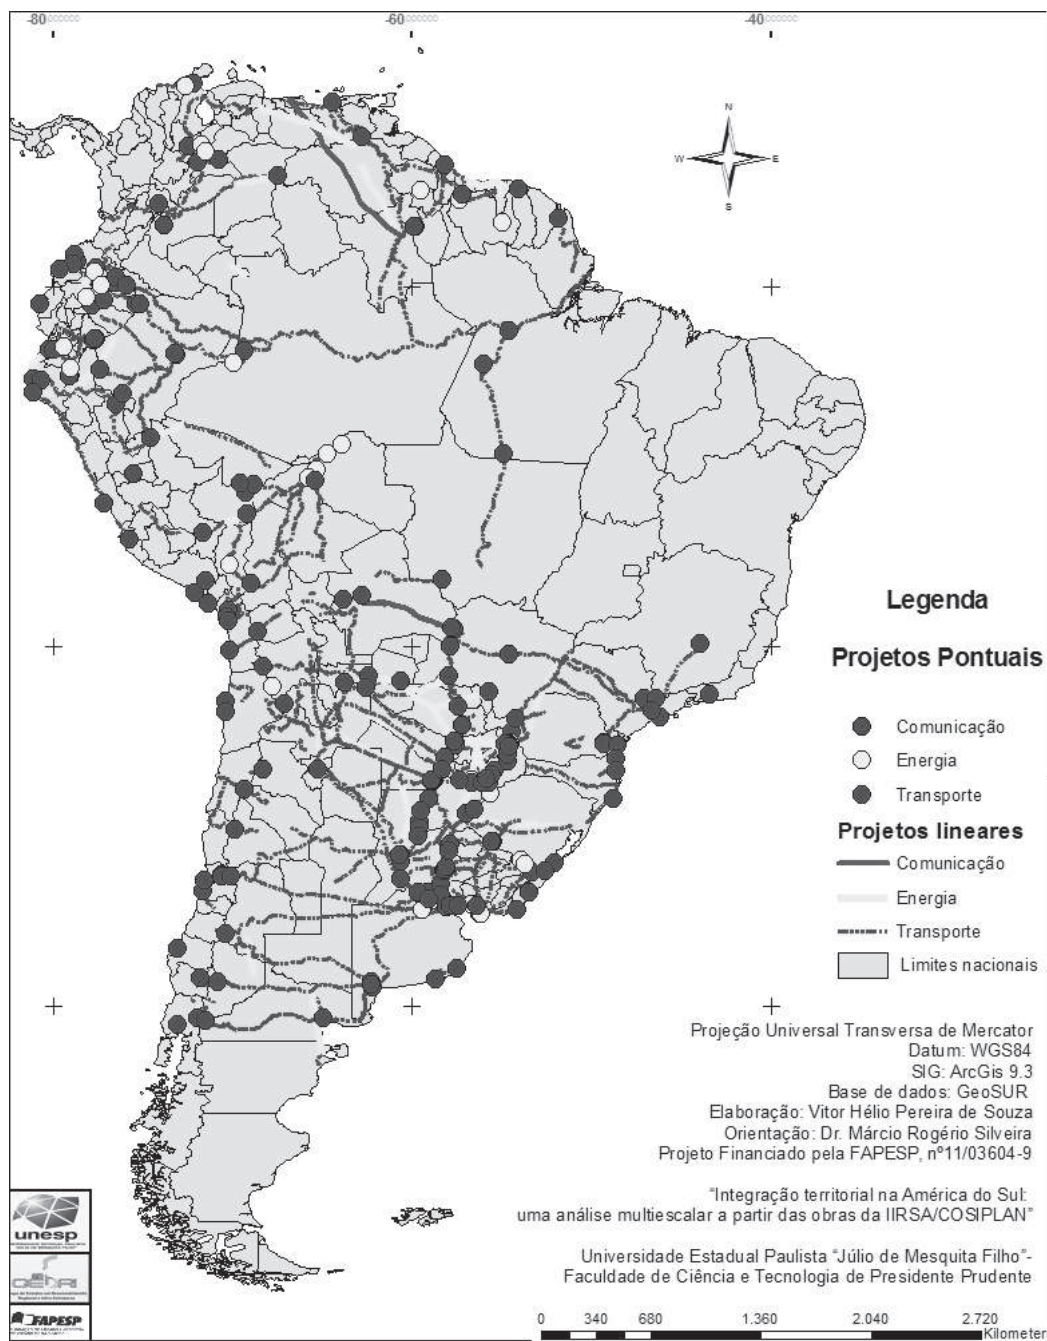 -80
-60
-40
N
W
E
S
Legenda
Projetos Pontuais
Comunicação
Energia
Transporte
Projetos lineares
Comunicação
Energia
Transporte
Limites nacionais
Projeção Universal Transversa de Mercator
Datum: WGS84
SIG: ArcGis 9.3
Base de dados: GeoSUR
Elaboração: Vitor Hélio Pereira de Souza
Orientação: Dr. Márcio Rogério Silveira
Projeto Financiado pela FAPESP, nº11/03604-9
“Integração territorial na América do Sul:
uma análise multiescalar a partir das obras da IIRSA/COSIPLAN”
Universidade Estadual Paulista “Júlio de Mesquita Filho”-
Faculdade de Ciência e Tecnologia de Presidente Prudente
unesp
FAPESP
0 340 680 1.360 2.040 2.720
Kilometer